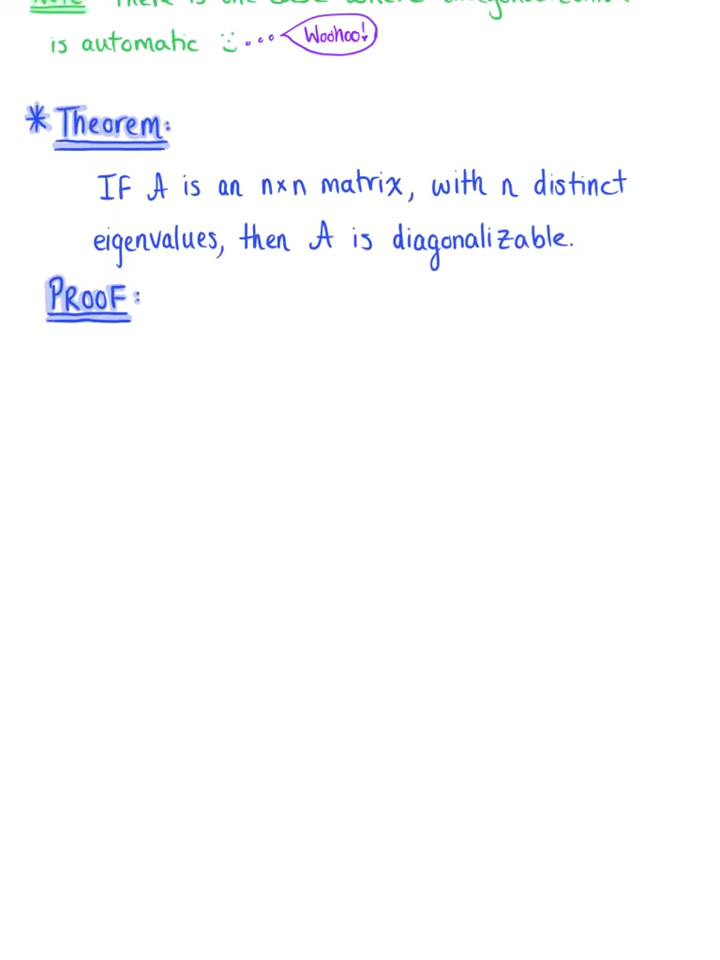 is automatic
Woohoo!
* Theorem:
IF A is an n×n matrix, with n distinct
eigenvalues, then A is diagonalizable.
PROOF: